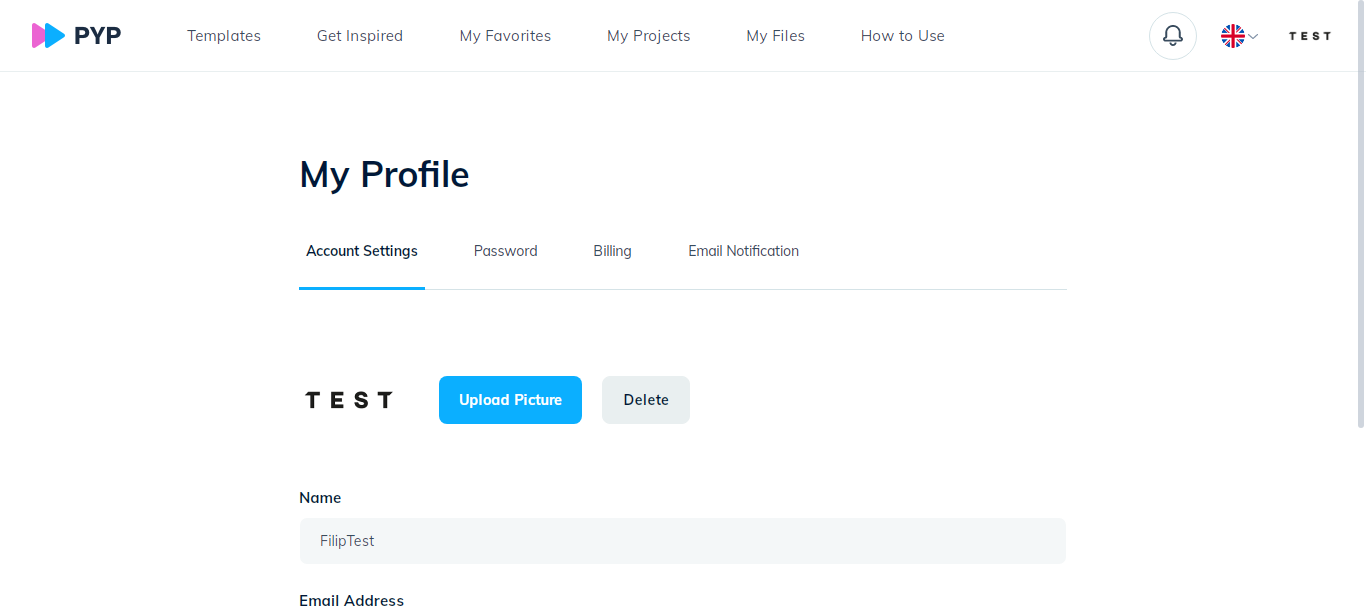 PYP
Templates Get Inspired My Favorites My Projects My Files How to Use TEST
My Profile
Account Settings Password Billing Email Notification
TEST Upload Picture Delete
Name
FilipTest
Email Address